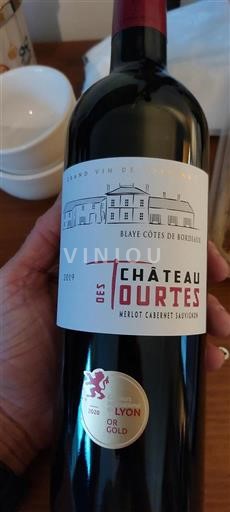 GRAND VIN DE BORDEAUX
BLAYE CÔTES DE BORDEAUX
VINIOU
2019
CHÂTEAU
DES TOURTES
MERLOT CABERNET SAUVIGNON
LYON
2020
OR
GOLD